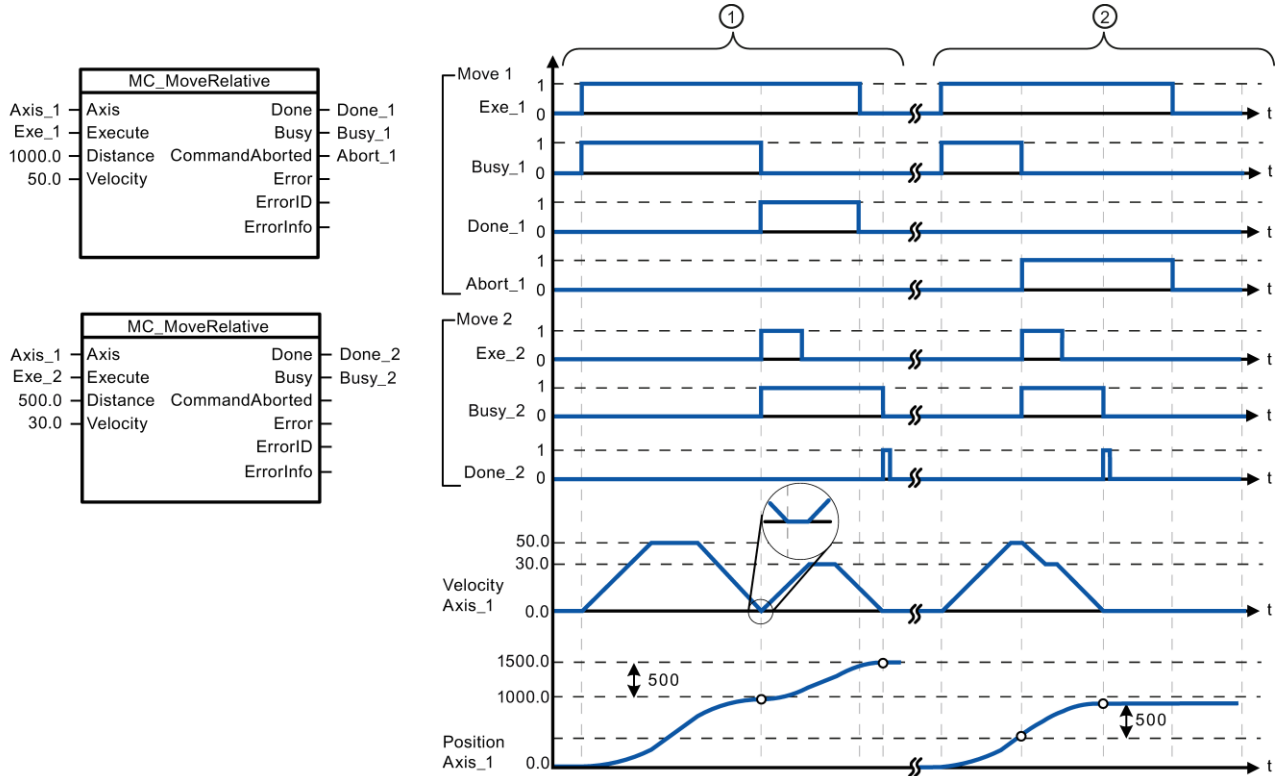 MC_MoveRelative
Axis_1 Axis Done Done_1
Exe_1 Execute Busy Busy_1
1000.0 Distance CommandAborted Abort_1
50.0 Velocity Error
ErrorID
ErrorInfo
MC_MoveRelative
Axis_1 Axis Done Done_2
Exe_2 Execute Busy Busy_2
500.0 Distance CommandAborted
30.0 Velocity Error
ErrorID
ErrorInfo
1 2
Move 1
1
Exe_1 0 t
1
Busy_1 0 t
1
Done_1 0 t
1
Abort_1 0 t
Move 2
1
Exe_2 0 t
1
Busy_2 0 t
1
Done_2 0 t
50.0
30.0
Velocity
Axis_1 0.0 t
1500.0
500
1000.0
500
Position
Axis_1 0.0 t